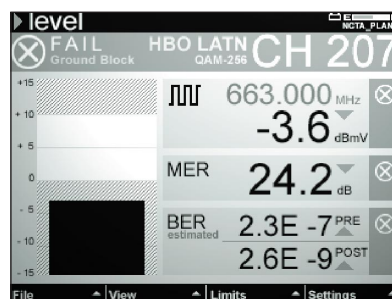 level
NCTA_PLAN
FAIL
Ground Block
HBO LATN
QAM-256
CH 207
+15
+10
+5
0
-5
-10
-15
663.000 MHz
-3.6 dBmV
MER
24.2 dB
BER
estimated
2.3E -7 PRE
2.6E -9 POST
File
View
Limits
Settings